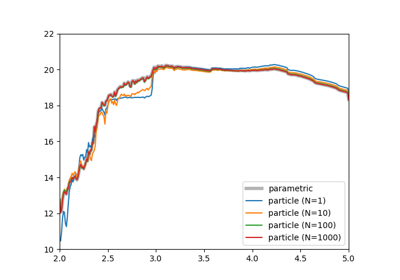 22
20
18
16
14
12
10
2.0 2.5 3.0 3.5 4.0 4.5 5.0
parametric
particle (N=1)
particle (N=10)
particle (N=100)
particle (N=1000)